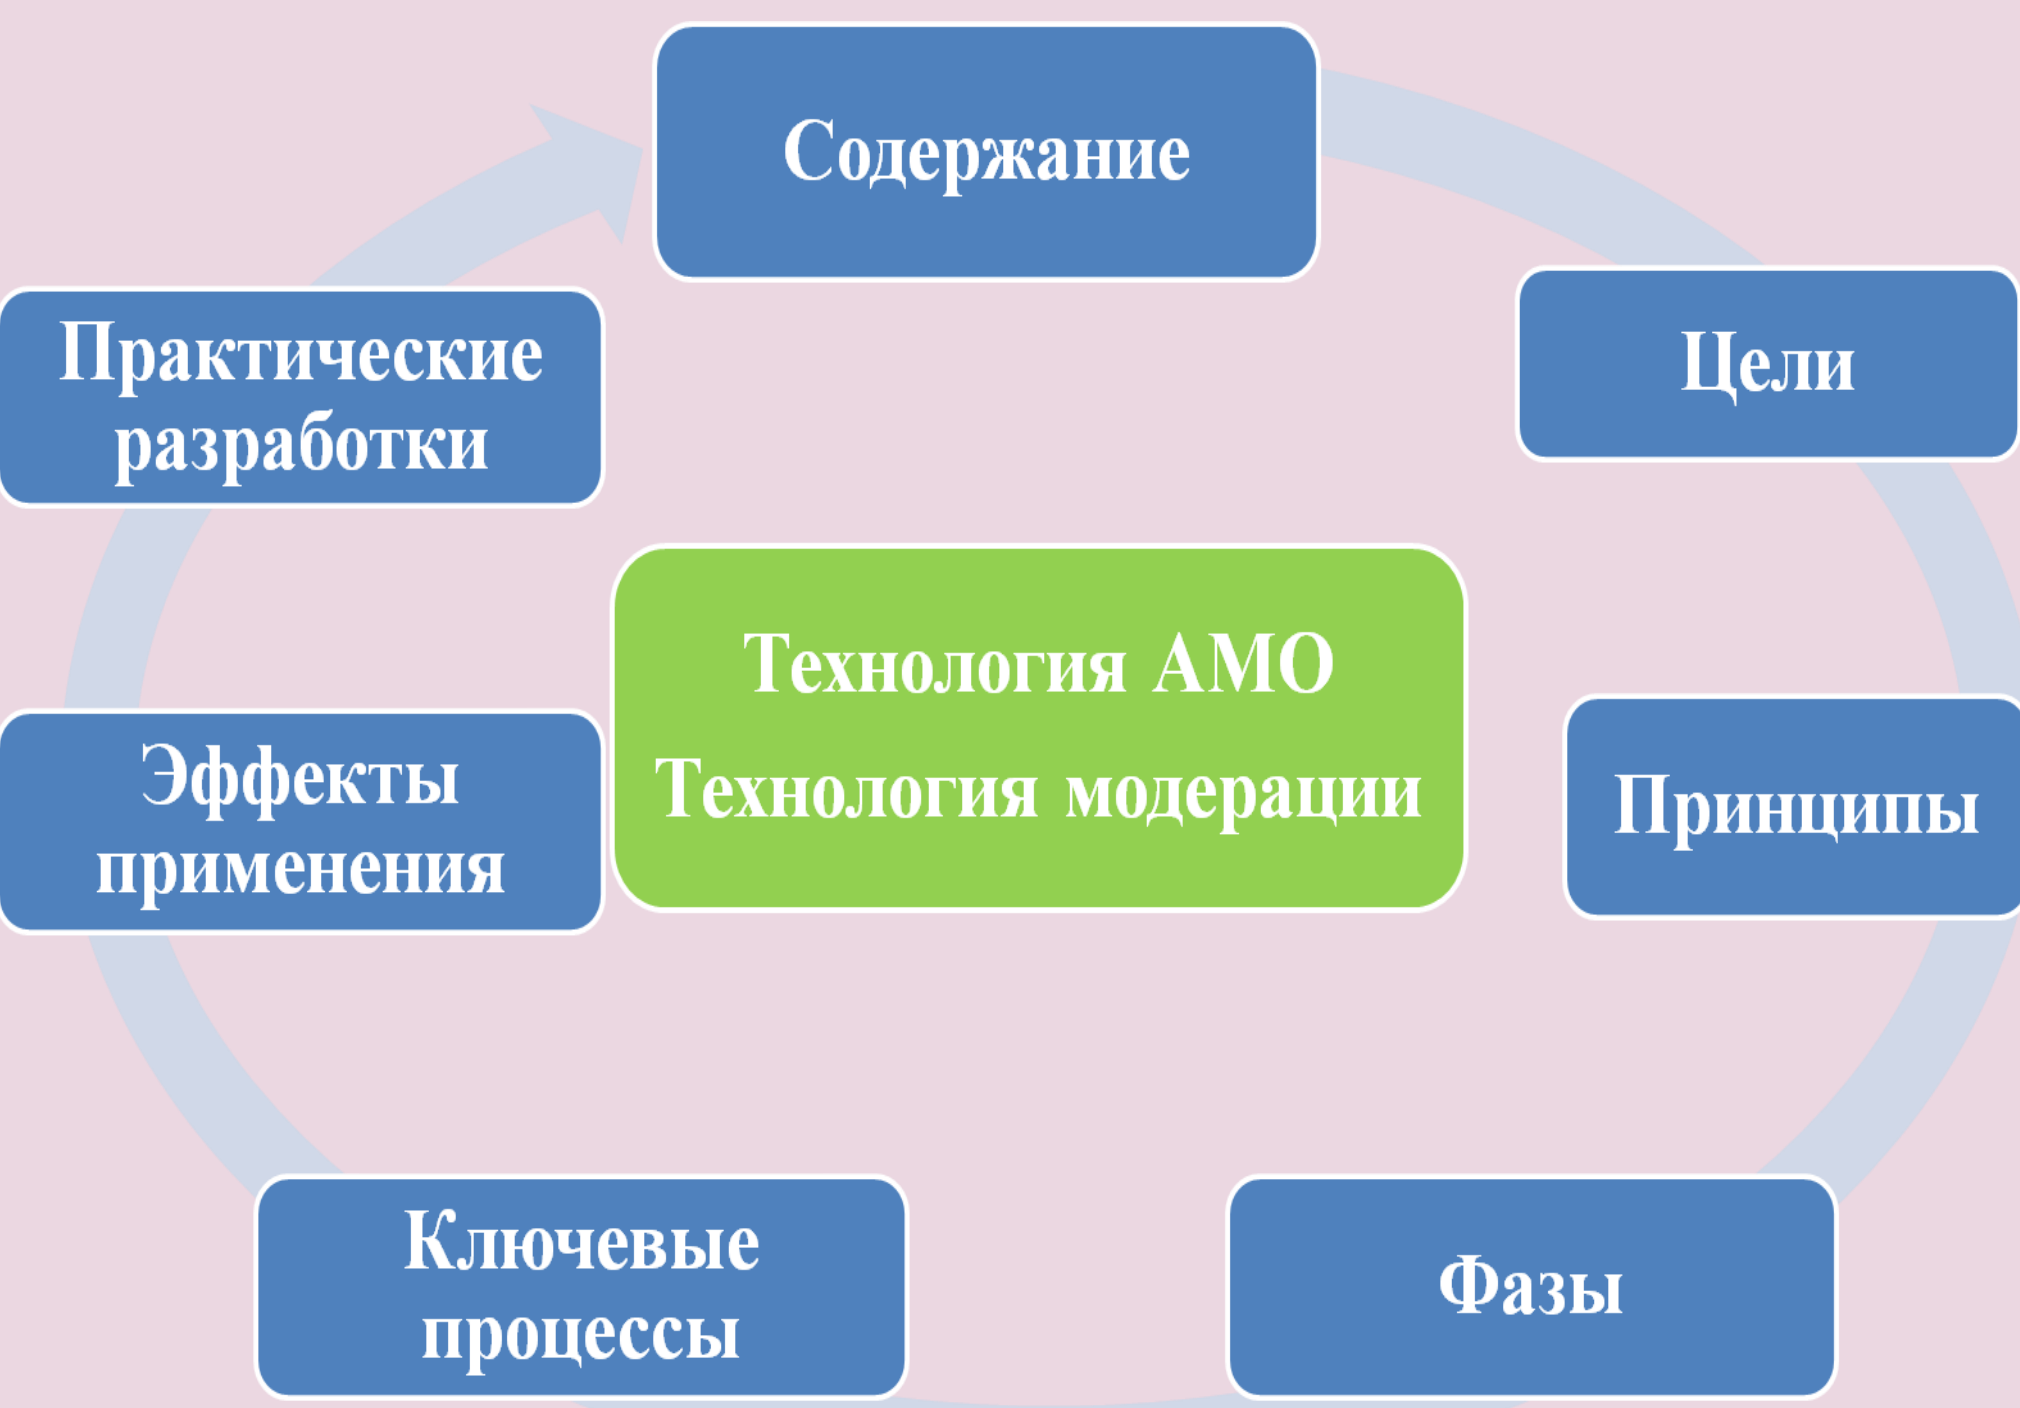 Содержание
Цели
Принципы
Фазы
Ключевые
процессы
Эффекты
применения
Практические
разработки
Технология АМО
Технология модерации